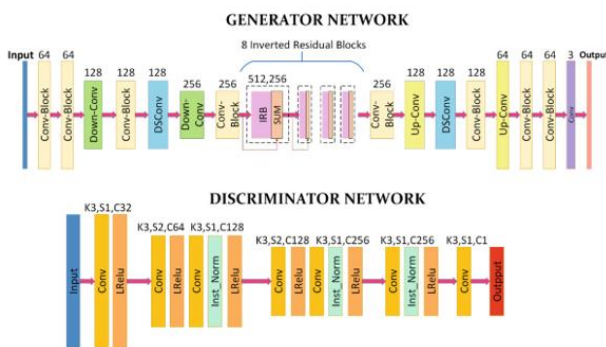 GENERATOR NETWORK
8 Inverted Residual Blocks
Input
64
64
128
128
128
256
256
512,256
256
128
128
128
64
64
64
3
Output
Conv-Block
Conv-Block
Down-Conv
Conv-Block
DSConv
Down-Conv
Conv-Block
IRB
SUM
Conv-Block
Up-Conv
DSConv
Conv-Block
Up-Conv
Conv-Block
Conv-Block
Conv
DISCRIMINATOR NETWORK
K3,S1,C32
K3,S2,C64
K3,S1,C128
K3,S2,C128
K3,S1,C256
K3,S1,C256
K3,S1,C1
Input
Conv
LRelu
Conv
LRelu
Conv
Inst_Norm
LRelu
Conv
LRelu
Conv
Inst_Norm
LRelu
Conv
Inst_Norm
LRelu
Conv
Outpput